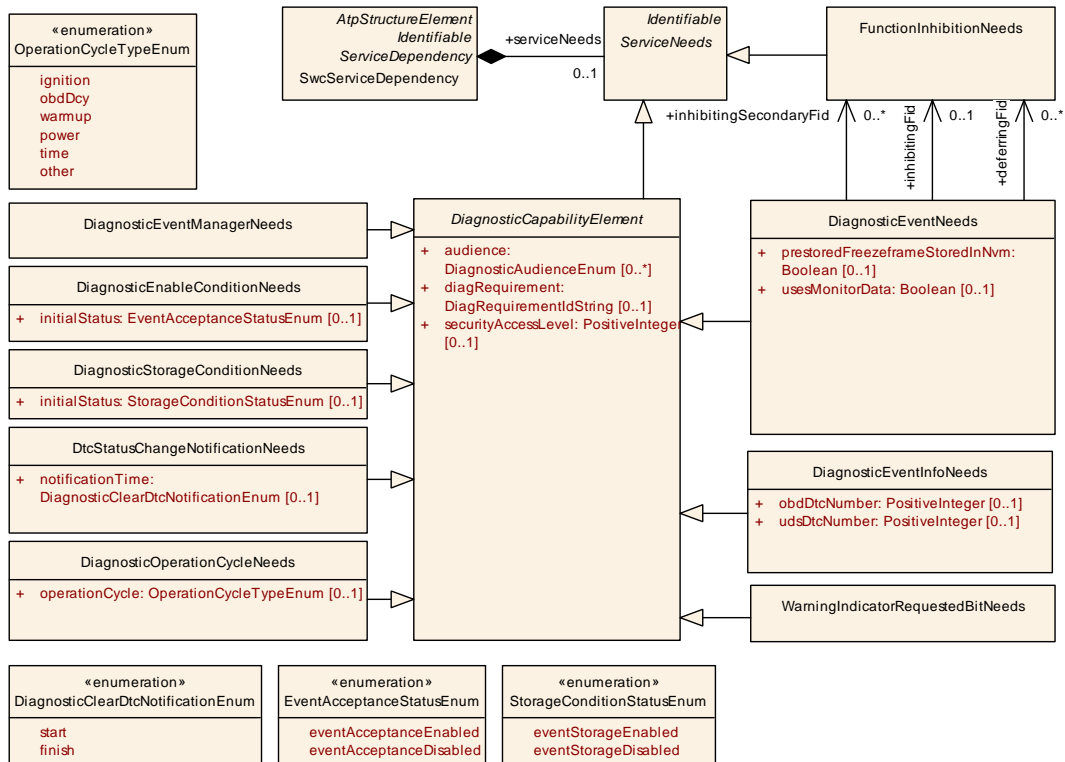 «enumeration»
OperationCycleTypeEnum
ignition
obdDcy
warmup
power
time
other
AtpStructureElement
Identifiable
ServiceDependency
SwcServiceDependency
+serviceNeeds
0..1
Identifiable
ServiceNeeds
FunctionInhibitionNeeds
+inhibitingSecondaryFid
0..*
+inhibitingFid
0..1
+deferringFid
0..*
DiagnosticEventManagerNeeds
DiagnosticEnableConditionNeeds
+ initialStatus: EventAcceptanceStatusEnum [0..1]
DiagnosticStorageConditionNeeds
+ initialStatus: StorageConditionStatusEnum [0..1]
DtcStatusChangeNotificationNeeds
+ notificationTime:
DiagnosticClearDtcNotificationEnum [0..1]
DiagnosticOperationCycleNeeds
+ operationCycle: OperationCycleTypeEnum [0..1]
DiagnosticCapabilityElement
+ audience:
DiagnosticAudienceEnum [0..*]
+ diagRequirement:
DiagRequirementIdString [0..1]
+ securityAccessLevel: PositiveInteger
[0..1]
DiagnosticEventNeeds
+ prestoredFreezeframeStoredInNvm:
Boolean [0..1]
+ usesMonitorData: Boolean [0..1]
DiagnosticEventInfoNeeds
+ obdDtcNumber: PositiveInteger [0..1]
+ udsDtcNumber: PositiveInteger [0..1]
WarningIndicatorRequestedBitNeeds
«enumeration»
DiagnosticClearDtcNotificationEnum
start
finish
«enumeration»
EventAcceptanceStatusEnum
eventAcceptanceEnabled
eventAcceptanceDisabled
«enumeration»
StorageConditionStatusEnum
eventStorageEnabled
eventStorageDisabled